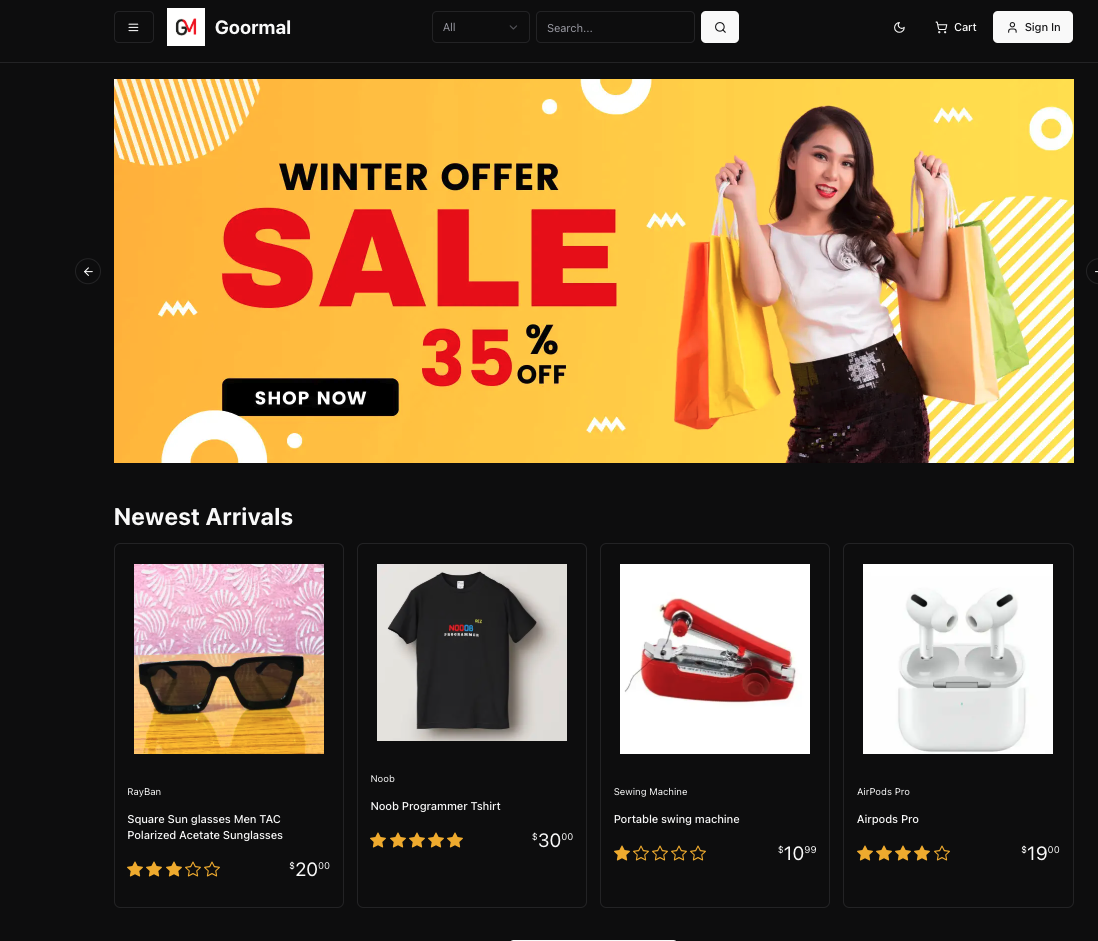 GM
Goormal
All
Search...
Cart
Sign In
WINTER OFFER
SALE
35% OFF
SHOP NOW
Newest Arrivals
NOOOB
PROGRAMMER
RayBan
Square Sun glasses Men TAC
Polarized Acetate Sunglasses
$20 00
Noob
Noob Programmer Tshirt
$30 00
Sewing Machine
Portable swing machine
$10 99
AirPods Pro
Airpods Pro
$19 00